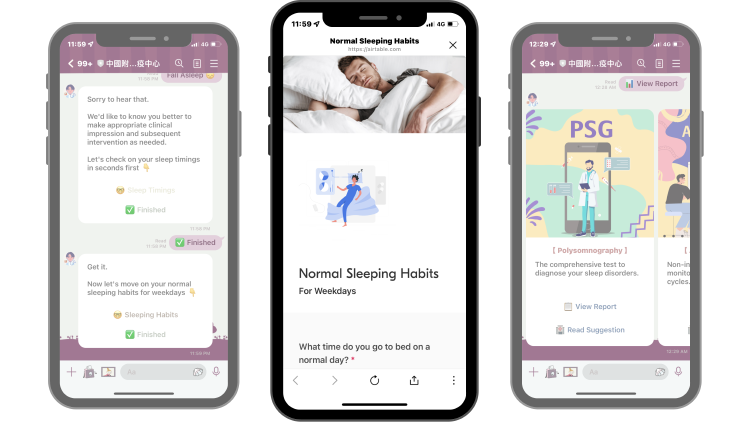 11:59
4G
99+ 中國附...疫中心
Fall Asleep
Read
11:58 PM
Sorry to hear that.
We'd like to know you better to
make appropriate clinical
impression and subsequent
intervention as needed.
Let's check on your sleep timings
in seconds first
Sleep Timings
Finished
11:58 PM
Read
11:58 PM
Finished
Get it.
Now let's move on your normal
sleeping habits for weekdays
Sleeping Habits
Finished
11:58 PM
Aa
11:59
4G
Normal Sleeping Habits
https://airtable.com
Normal Sleeping Habits
For Weekdays
What time do you go to bed on a
normal day? *
12:29
4G
99+ 中國附...疫中心
Read
12:28 AM
View Report
PSG
[ Polysomnography ]
The comprehensive test to
diagnose your sleep disorders.
View Report
Read Suggestion
A
[
Non-in
monito
cycles.
12:28 AM
Aa